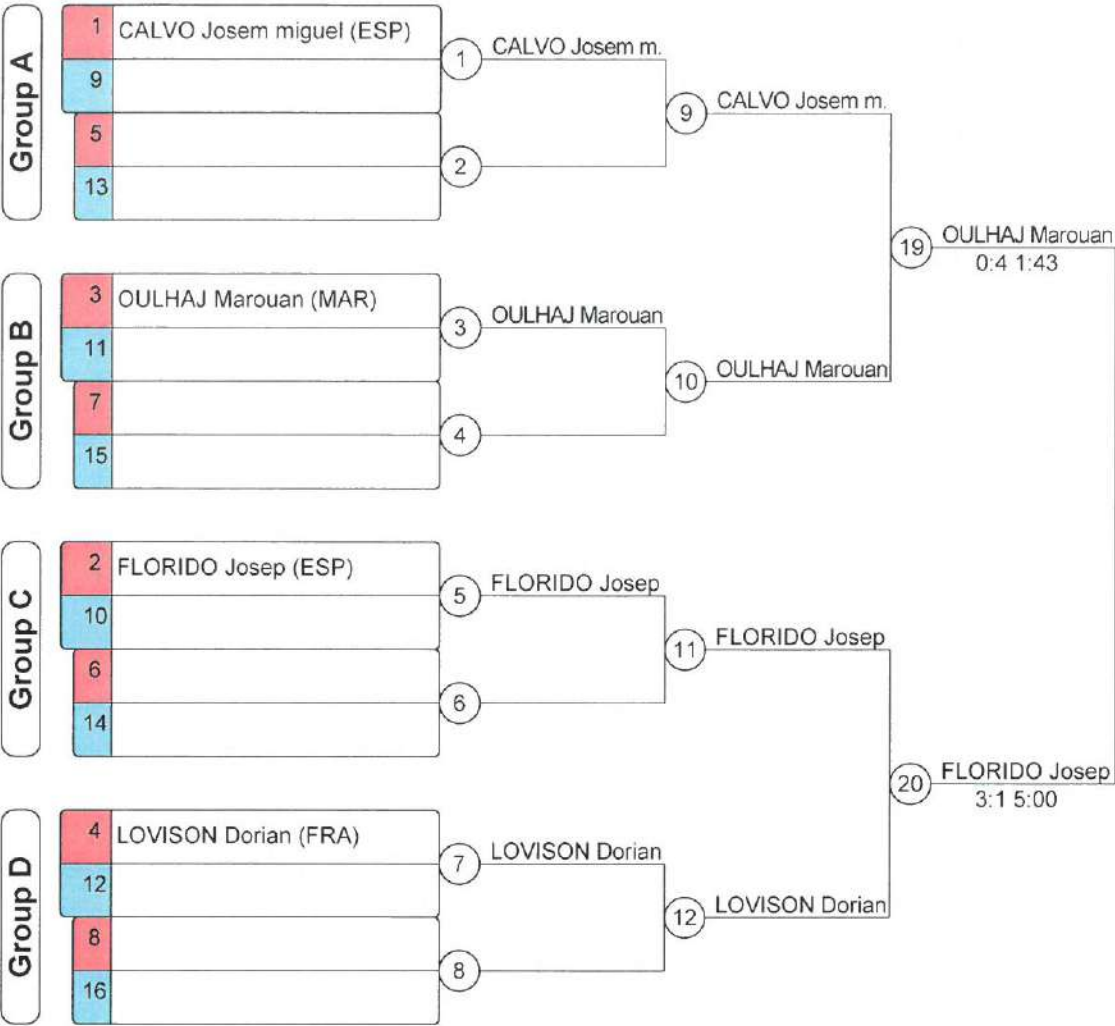 Group A
1 CALVO Josem miguel (ESP)
9
5
13
1 CALVO Josem m.
2
9 CALVO Josem m.
Group B
3 OULHAJ Marouan (MAR)
11
7
15
3 OULHAJ Marouan
4
10 OULHAJ Marouan
19 OULHAJ Marouan
0:4 1:43
Group C
2 FLORIDO Josep (ESP)
10
6
14
5 FLORIDO Josep
6
11 FLORIDO Josep
Group D
4 LOVISON Dorian (FRA)
12
8
16
7 LOVISON Dorian
8
12 LOVISON Dorian
20 FLORIDO Josep
3:1 5:00